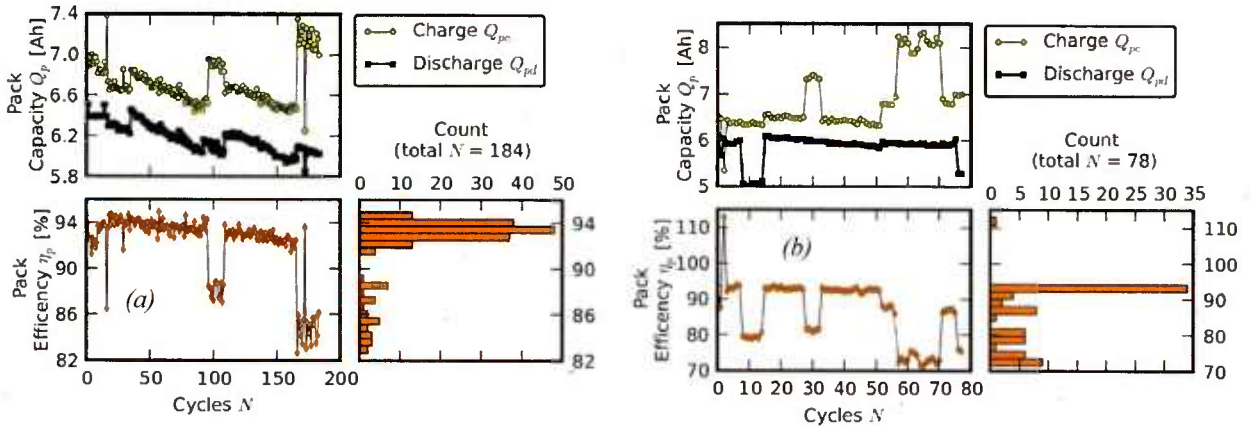 7.4
7.0
6.6
6.2
5.8
Pack
Capacity Q_p [Ah]
Charge Q_pc
Discharge Q_pd
Count
(total N = 184)
0 10 20 30 40 50
94
90
86
82
Pack
Efficency η_p [%]
(a)
94
90
86
82
0 50 100 150 200
Cycles N
8
7
6
5
Pack
Capacity Q_p [Ah]
Charge Q_pc
Discharge Q_pd
Count
(total N = 78)
0 5 10 15 20 25 30 35
110
100
90
80
70
Pack
Efficency η_p [%]
(b)
110
100
90
80
70
0 10 20 30 40 50 60 70 80
Cycles N